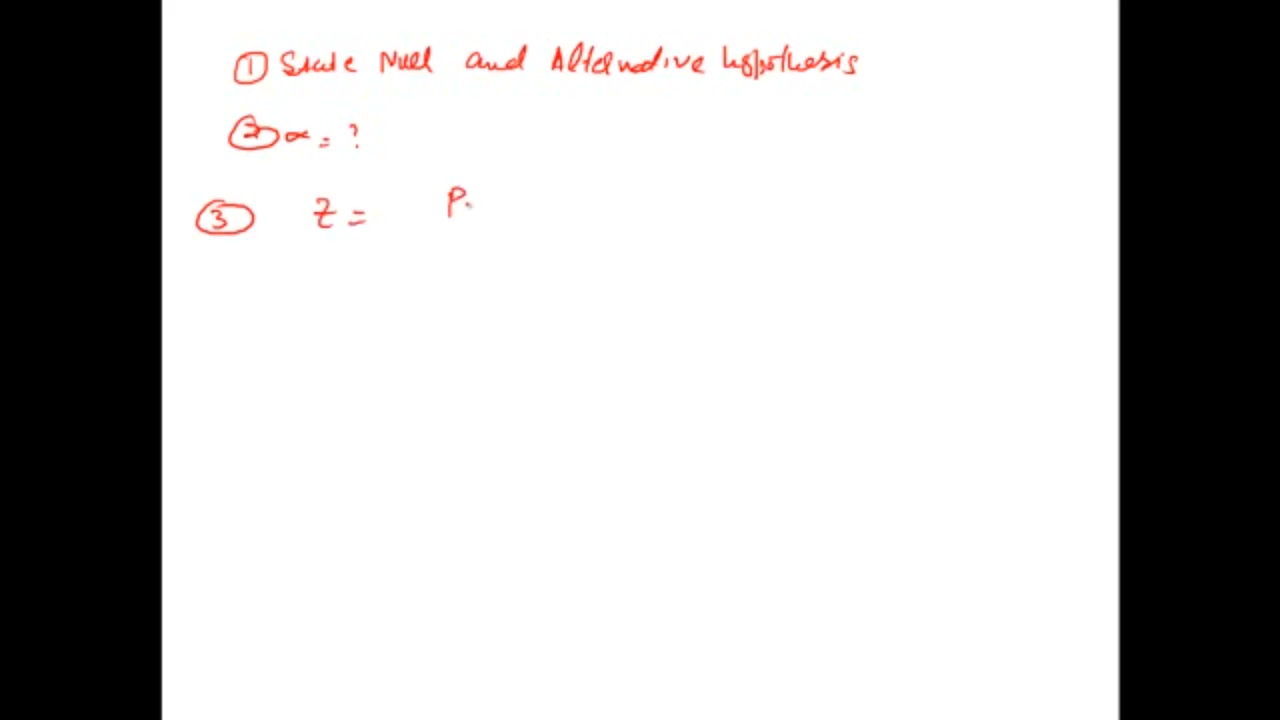 ① State Null and Alternative hypothesis
② α = ?
③ Z = P.